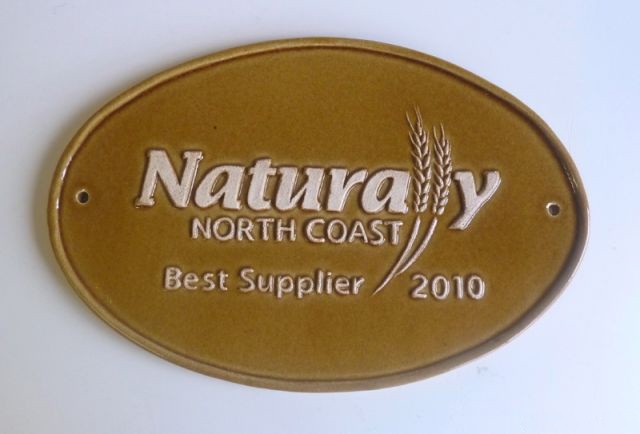 Naturally
NORTH COAST
Best Supplier 2010